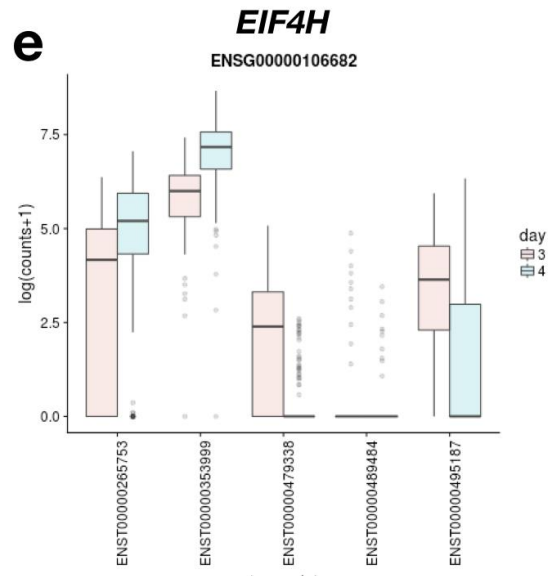 e
EIF4H
ENSG00000106682
log(counts+1)
7.5
5.0
2.5
0.0
day
3
4
ENST00000265753
ENST00000353999
ENST00000479338
ENST00000489484
ENST00000495187